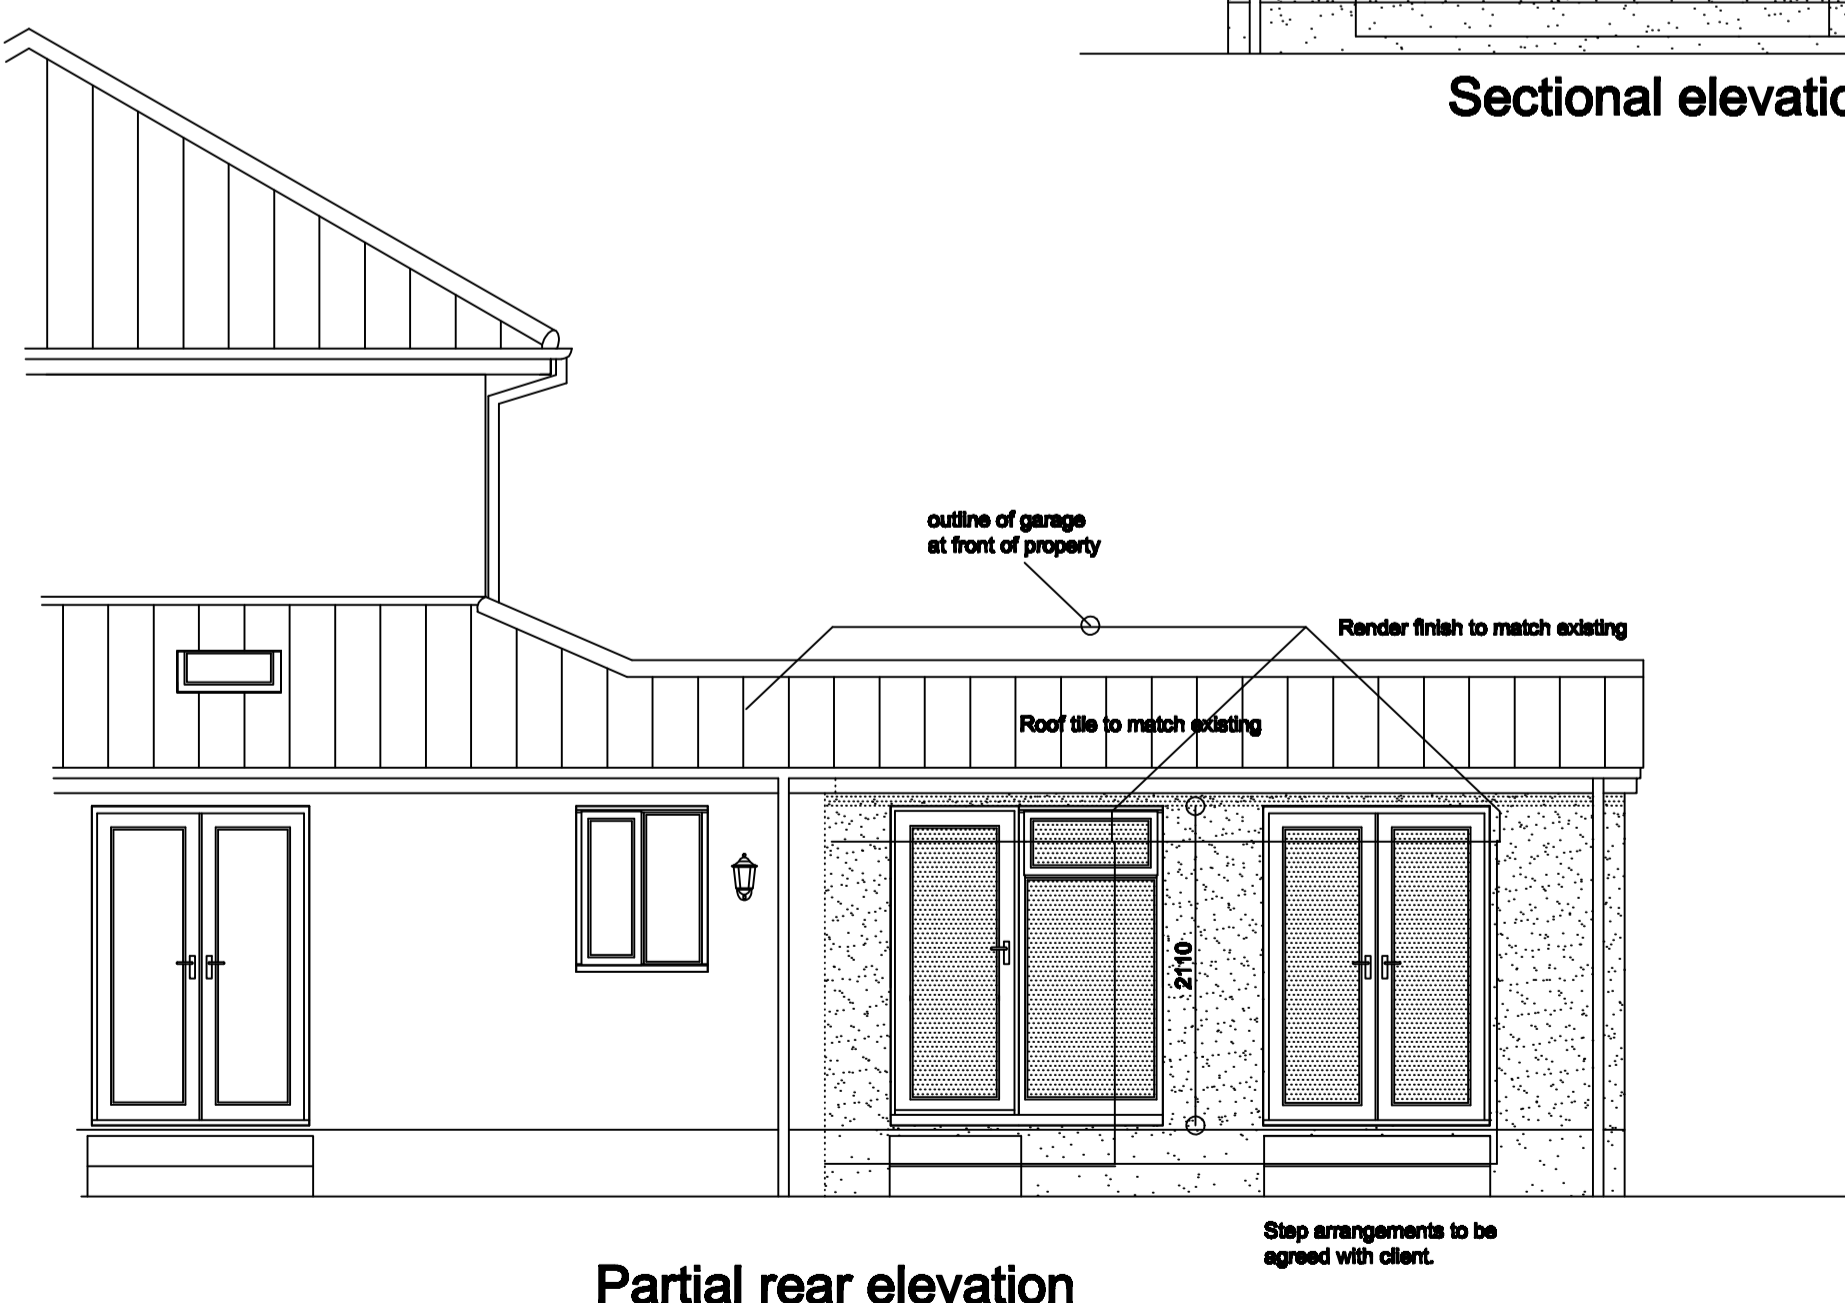 Sectional elevatio
outline of garage
at front of property
Render finish to match existing
Roof tile to match existing
2110
Step arrangements to be
agreed with client.
Partial rear elevation